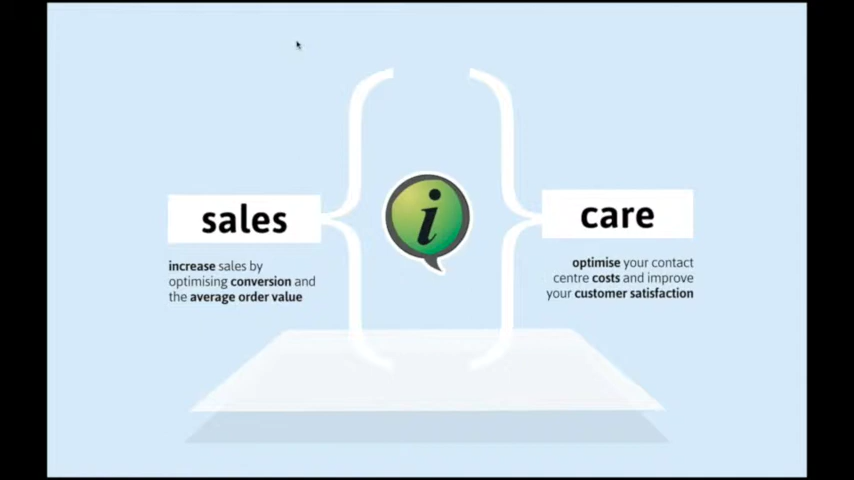 sales
increase sales by
optimising conversion and
the average order value
i
care
optimise your contact
centre costs and improve
your customer satisfaction